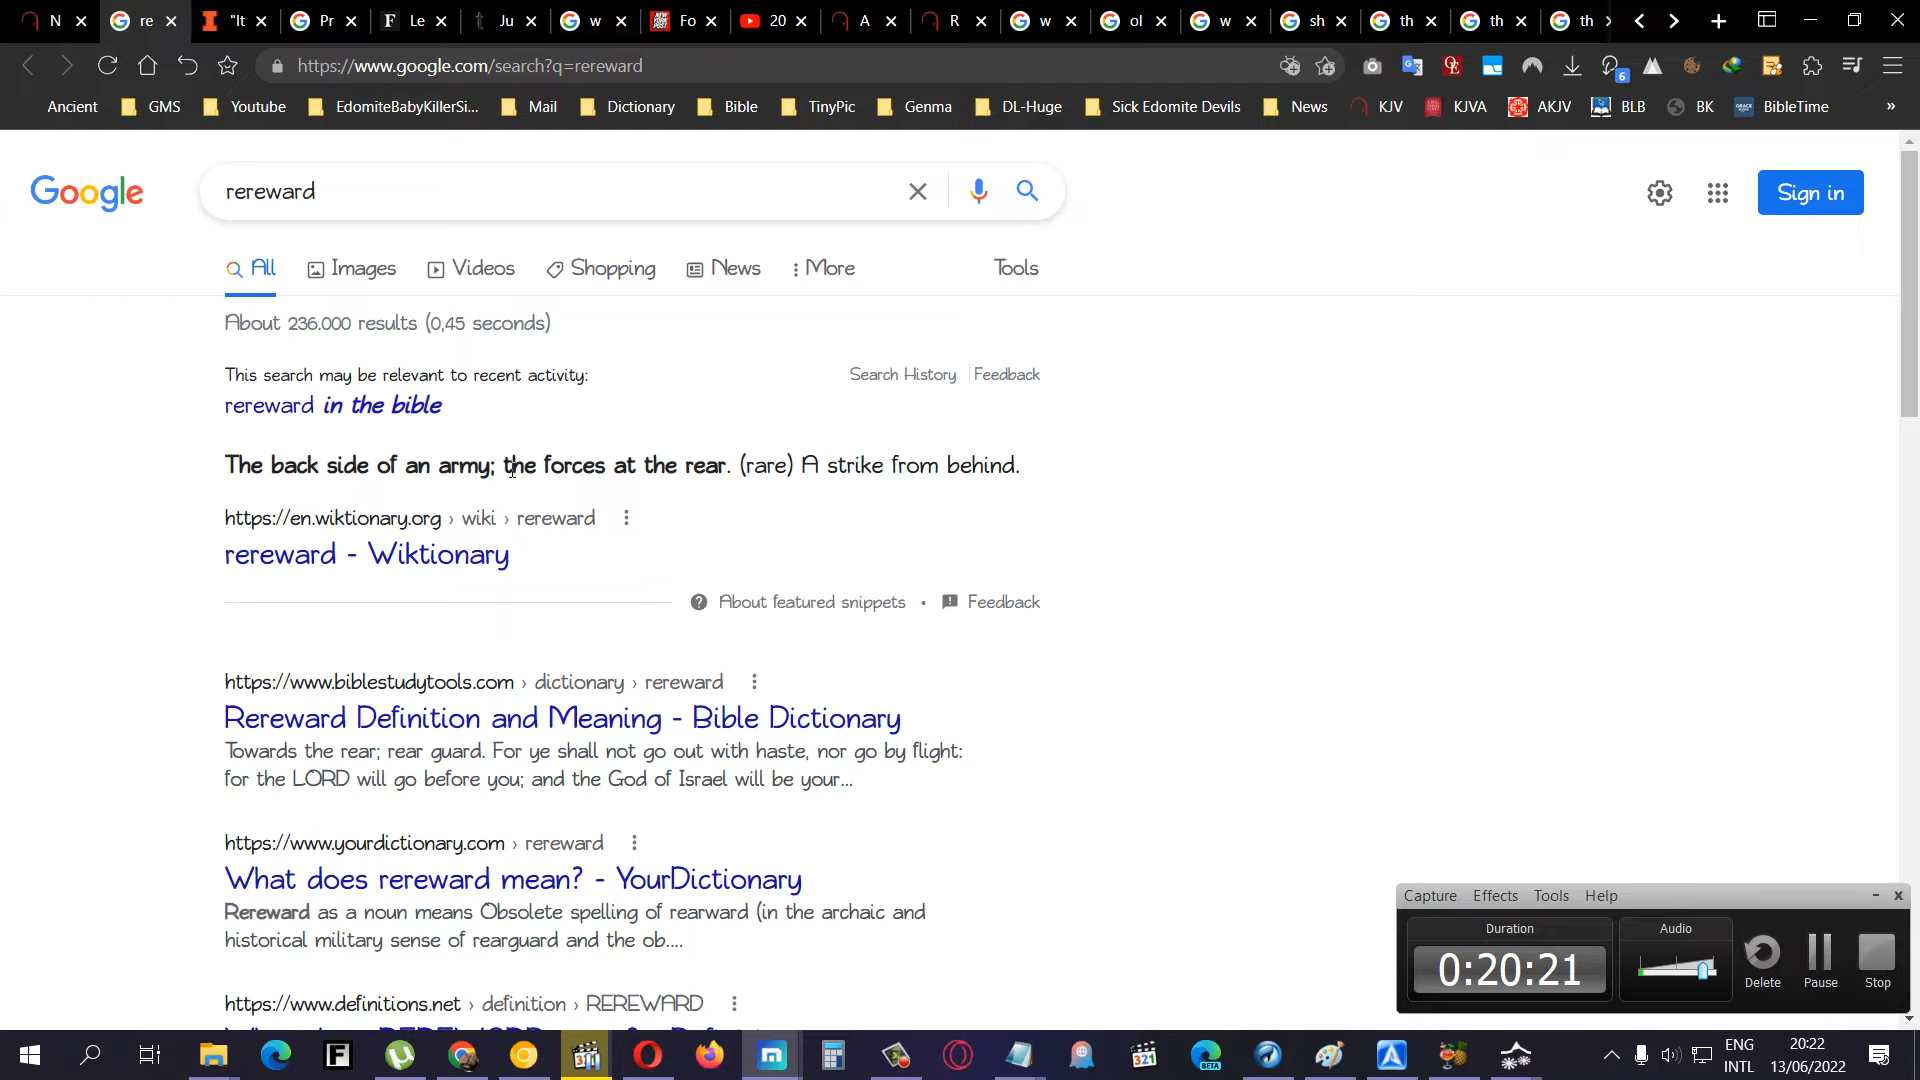 N
re
"It
Pr
Le
Ju
w
Fo
20
A
R
w
ol
w
sh
th
th
th
https://www.google.com/search?q=rereward
6
Ancient
GMS
Youtube
EdomiteBabyKillerSi...
Mail
Dictionary
Bible
TinyPic
Genma
DL-Huge
Sick Edomite Devils
News
KJV
KJVA
AKJV
BLB
BK
BibleTime
»
Google
rereward
Sign in
All
Images
Videos
Shopping
News
More
Tools
About 236.000 results (0,45 seconds)
This search may be relevant to recent activity:
Search History
Feedback
rereward in the bible
The back side of an army; the forces at the rear. (rare) A strike from behind.
https://en.wiktionary.org › wiki › rereward
rereward - Wiktionary
About featured snippets • Feedback
https://www.biblestudytools.com › dictionary › rereward
Rereward Definition and Meaning - Bible Dictionary
Towards the rear; rear guard. For ye shall not go out with haste, nor go by flight:
for the LORD will go before you; and the God of Israel will be your...
https://www.yourdictionary.com › rereward
What does rereward mean? - YourDictionary
Rereward as a noun means Obsolete spelling of rearward (in the archaic and
historical military sense of rearguard and the ob....
https://www.definitions.net › definition › REREWARD
Capture
Effects
Tools
Help
Duration
Audio
0:20:21
Delete
Pause
Stop
ENG
INTL
20:22
13/06/2022